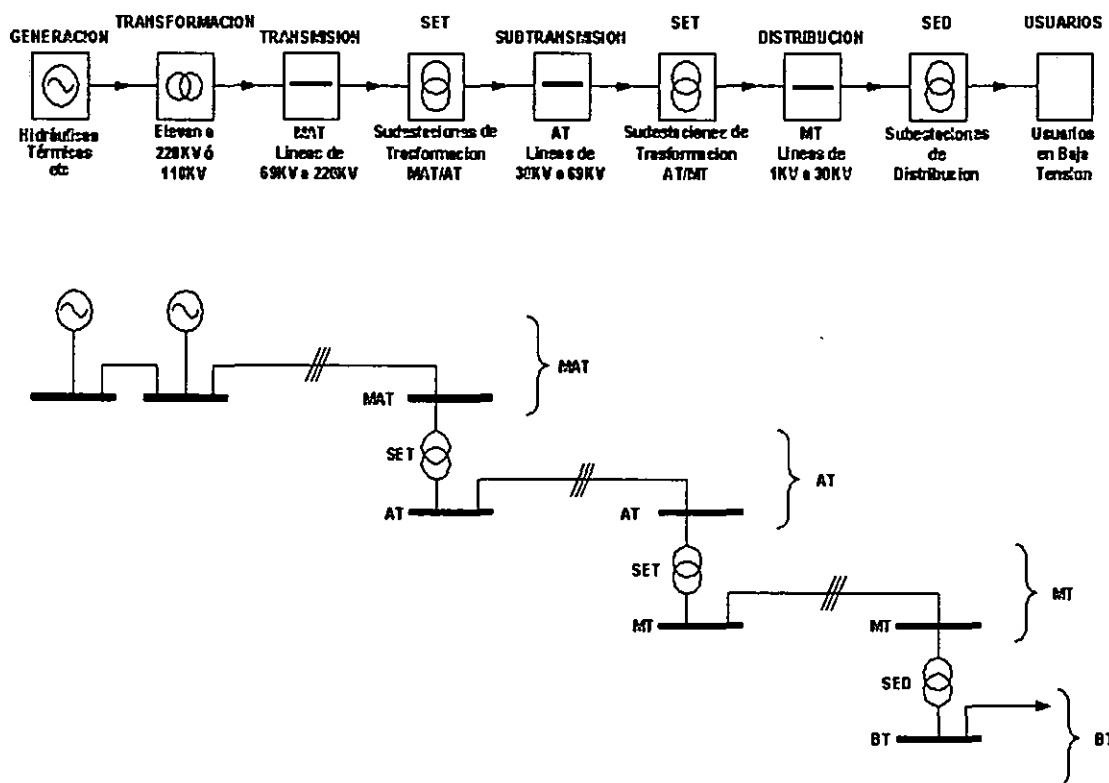 TRANSFORMACION
SET
SET
SED
USUARIOS
GENERACION
TRANSMISION
SUBTRANSMISION
DISTRIBUCION
Hidráulicas
Térmicas
etc
Elevan a
220KV ó
110KV
MAT
Lineas de
69KV a 220KV
Sudestaciones de
Trasformacion
MAT/AT
AT
Lineas de
30KV a 69KV
Sudestacione de
Trasformacion
AT/MT
MT
Lineas de
1KV a 30KV
Subestaciones
de
Distribucion
Usuarios
en Baja
Tension
MAT
MAT
SET
AT
AT
AT
SET
MT
MT
MT
SED
BT
BT